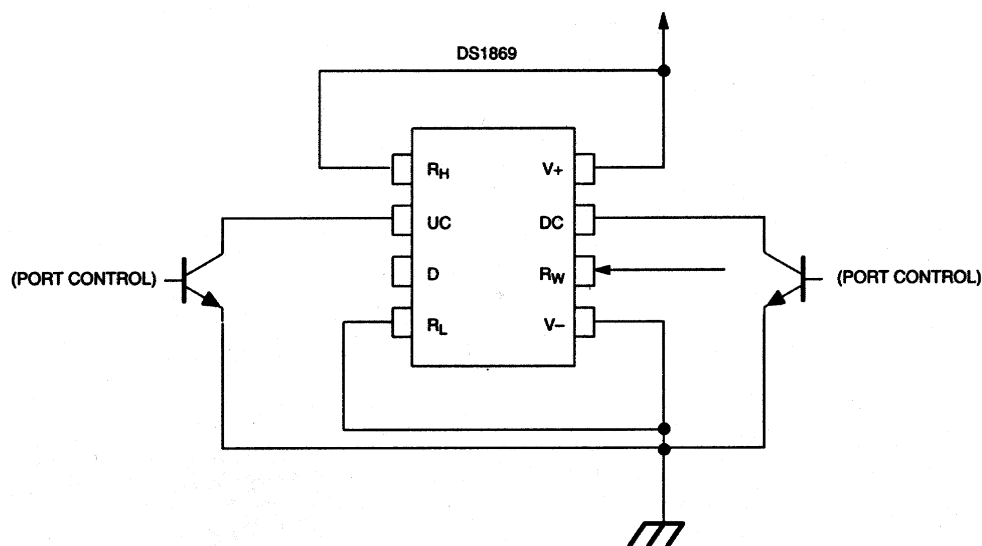 DS1869
RH V+
UC DC
(PORT CONTROL) D RW (PORT CONTROL)
RL V–